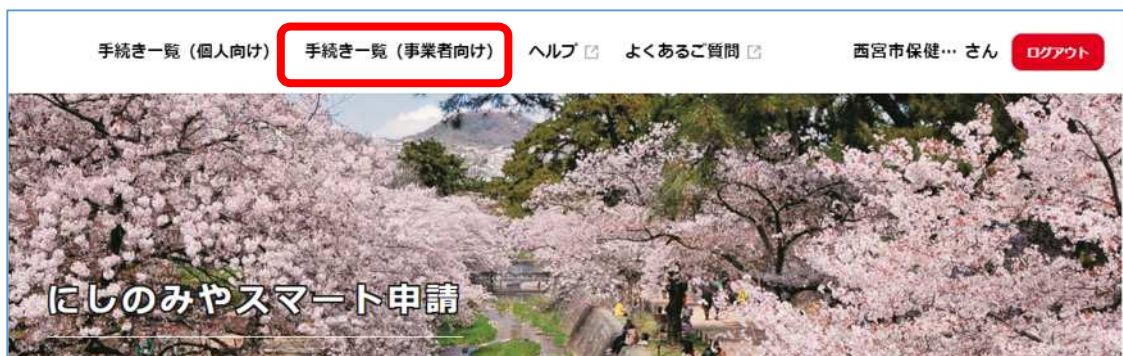 手続き一覧（個人向け） 手続き一覧（事業者向け） ヘルプ よくあるご質問 西宮市保健… さん ログアウト
にしのみやスマート申請